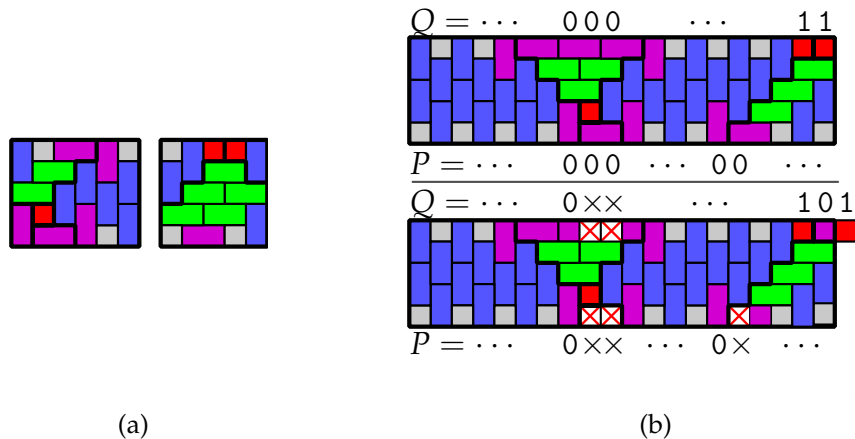 Q = ··· 000 ··· 11
P = ··· 000 ··· 00 ···
Q = ··· 0×× ··· 101
P = ··· 0×× ··· 0× ···
(a) (b)